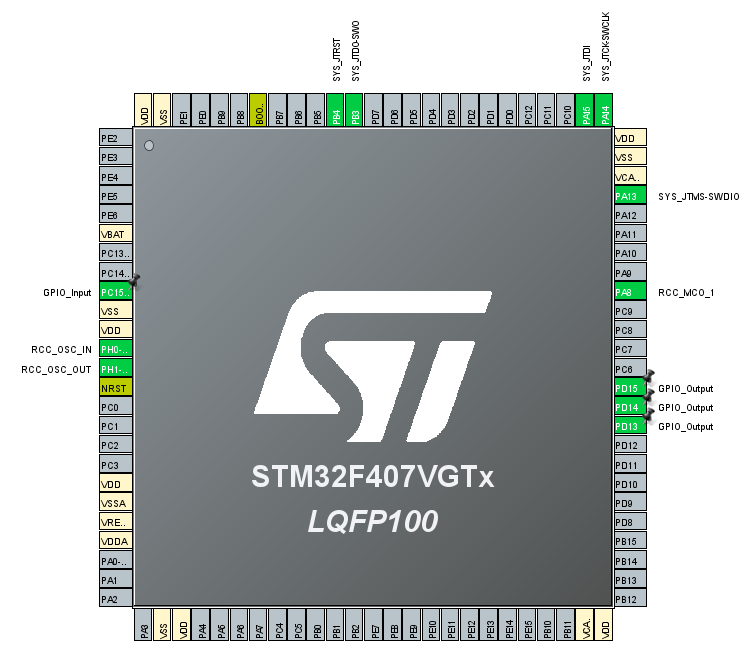 SYS_JTRST
SYS_JTDO-SWO
SYS_JTDI
SYS_JTCK-SWCLK
VDD
VSS
PE1
PE0
PB9
PB8
BOO..
PB7
PB6
PB5
PB4
PB3
PD7
PD6
PD5
PD4
PD3
PD2
PD1
PD0
PC12
PC11
PC10
PA15
PA14
PE2
PE3
PE4
PE5
PE6
VBAT
PC13..
PC14..
GPIO_Input PC15..
VSS
VDD
RCC_OSC_IN PH0-..
RCC_OSC_OUT PH1-..
NRST
PC0
PC1
PC2
PC3
VDD
VSSA
VRE..
VDDA
PA0-..
PA1
PA2
ST
STM32F407VGTx
LQFP100
VDD
VSS
VCA..
PA13 SYS_JTMS-SWDIO
PA12
PA11
PA10
PA9
PA8 RCC_MCO_1
PC9
PC8
PC7
PC6
PD15 GPIO_Output
PD14 GPIO_Output
PD13 GPIO_Output
PD12
PD11
PD10
PD9
PD8
PB15
PB14
PB13
PB12
PA3
VSS
VDD
PA4
PA5
PA6
PA7
PC4
PC5
PB0
PB1
PB2
PE7
PE8
PE9
PE10
PE11
PE12
PE13
PE14
PE15
PB10
PB11
VCA..
VDD